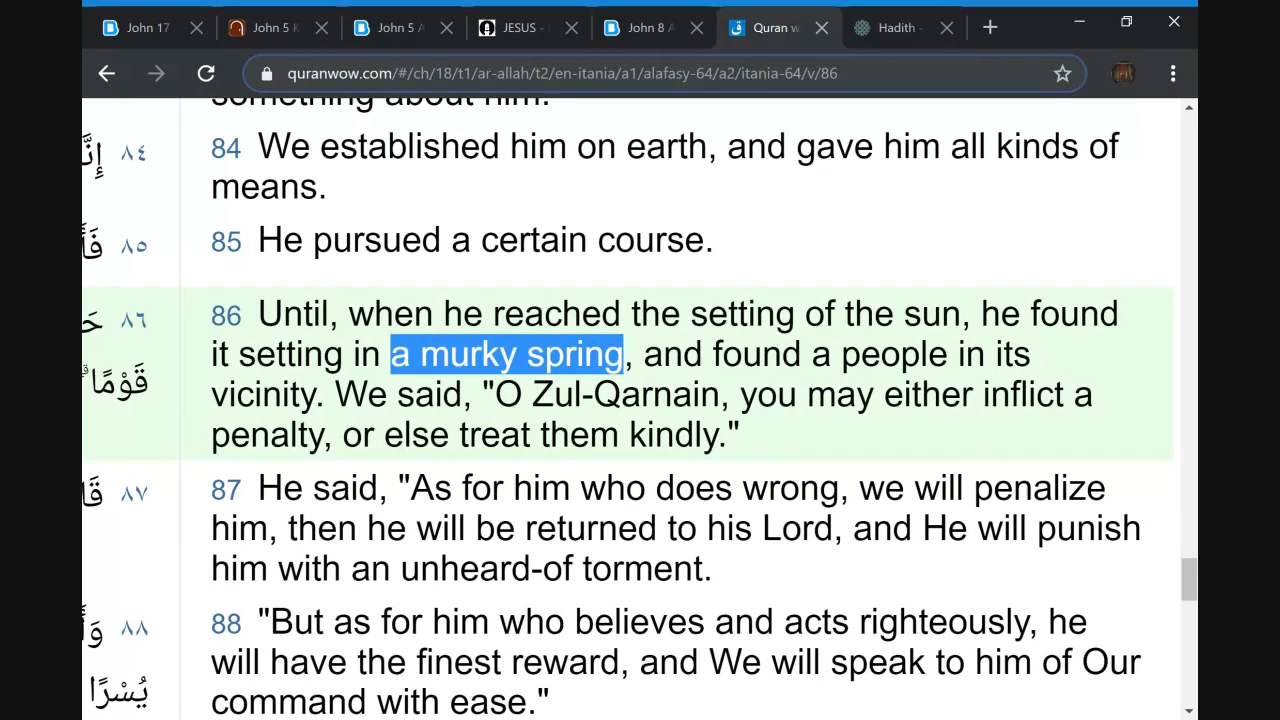 John 17
John 5 K
John 5 A
JESUS -
John 8 A
Quran w
Hadith -
quranwow.com/#/ch/18/t1/ar-allah/t2/en-itania/a1/alafasy-64/a2/itania-64/v/86
something about him."
84 We established him on earth, and gave him all kinds of
means.
٨٤
85 He pursued a certain course.
٨٥
86 Until, when he reached the setting of the sun, he found
it setting in a murky spring, and found a people in its
vicinity. We said, "O Zul-Qarnain, you may either inflict a
penalty, or else treat them kindly."
٨٦
قَوْمًا ۗ
87 He said, "As for him who does wrong, we will penalize
him, then he will be returned to his Lord, and He will punish
him with an unheard-of torment.
٨٧
88 "But as for him who believes and acts righteously, he
will have the finest reward, and We will speak to him of Our
command with ease."
٨٨
يُسْرًا